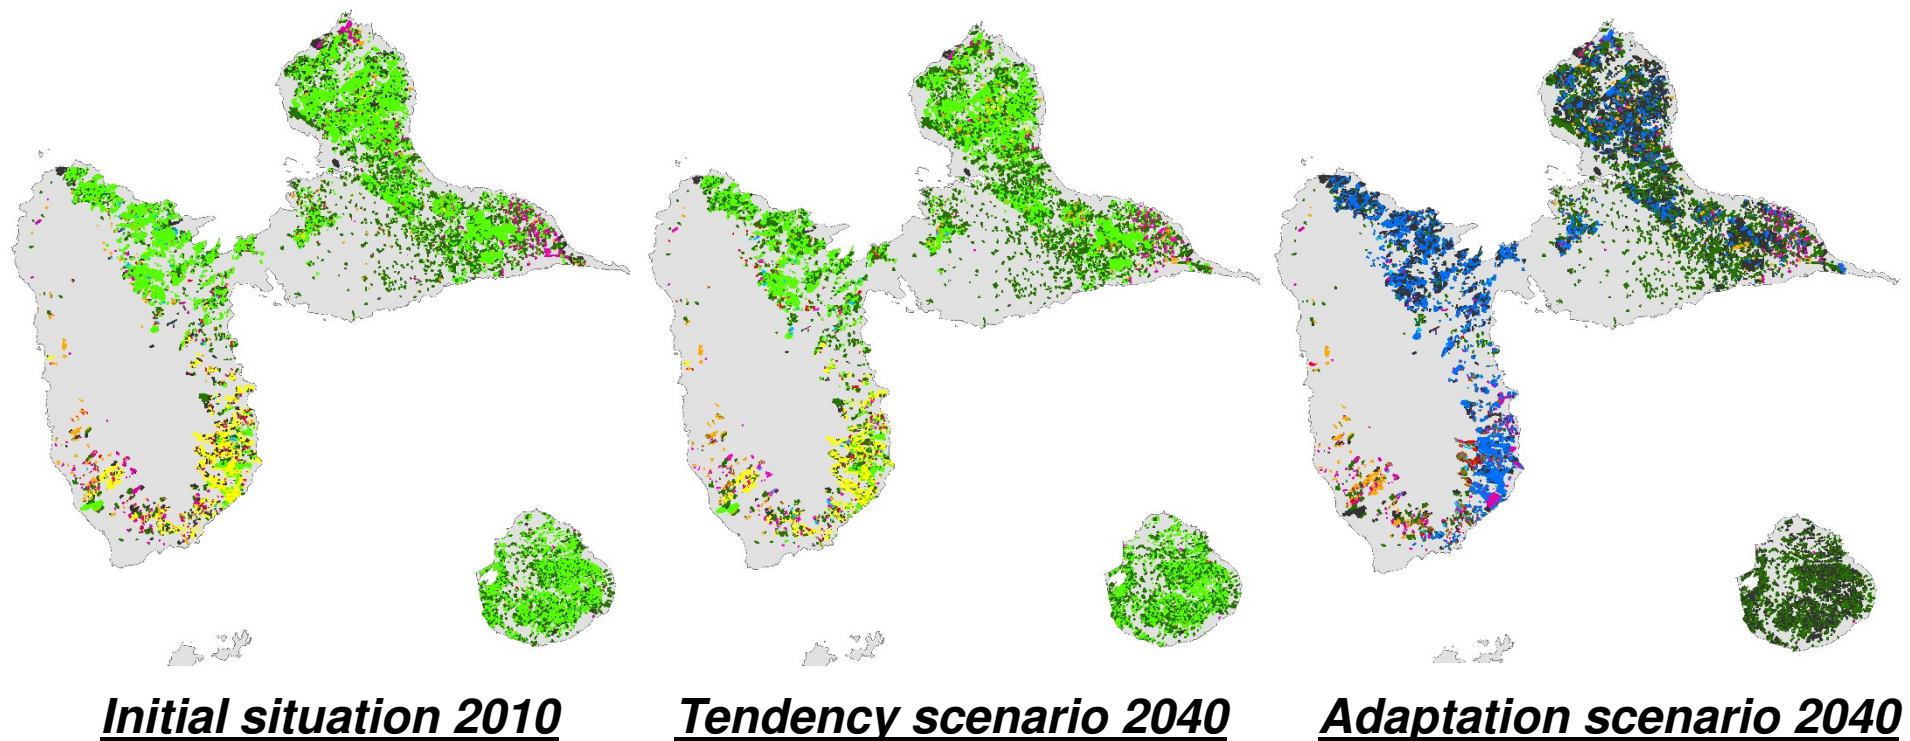 Initial situation 2010
Tendency scenario 2040
Adaptation scenario 2040